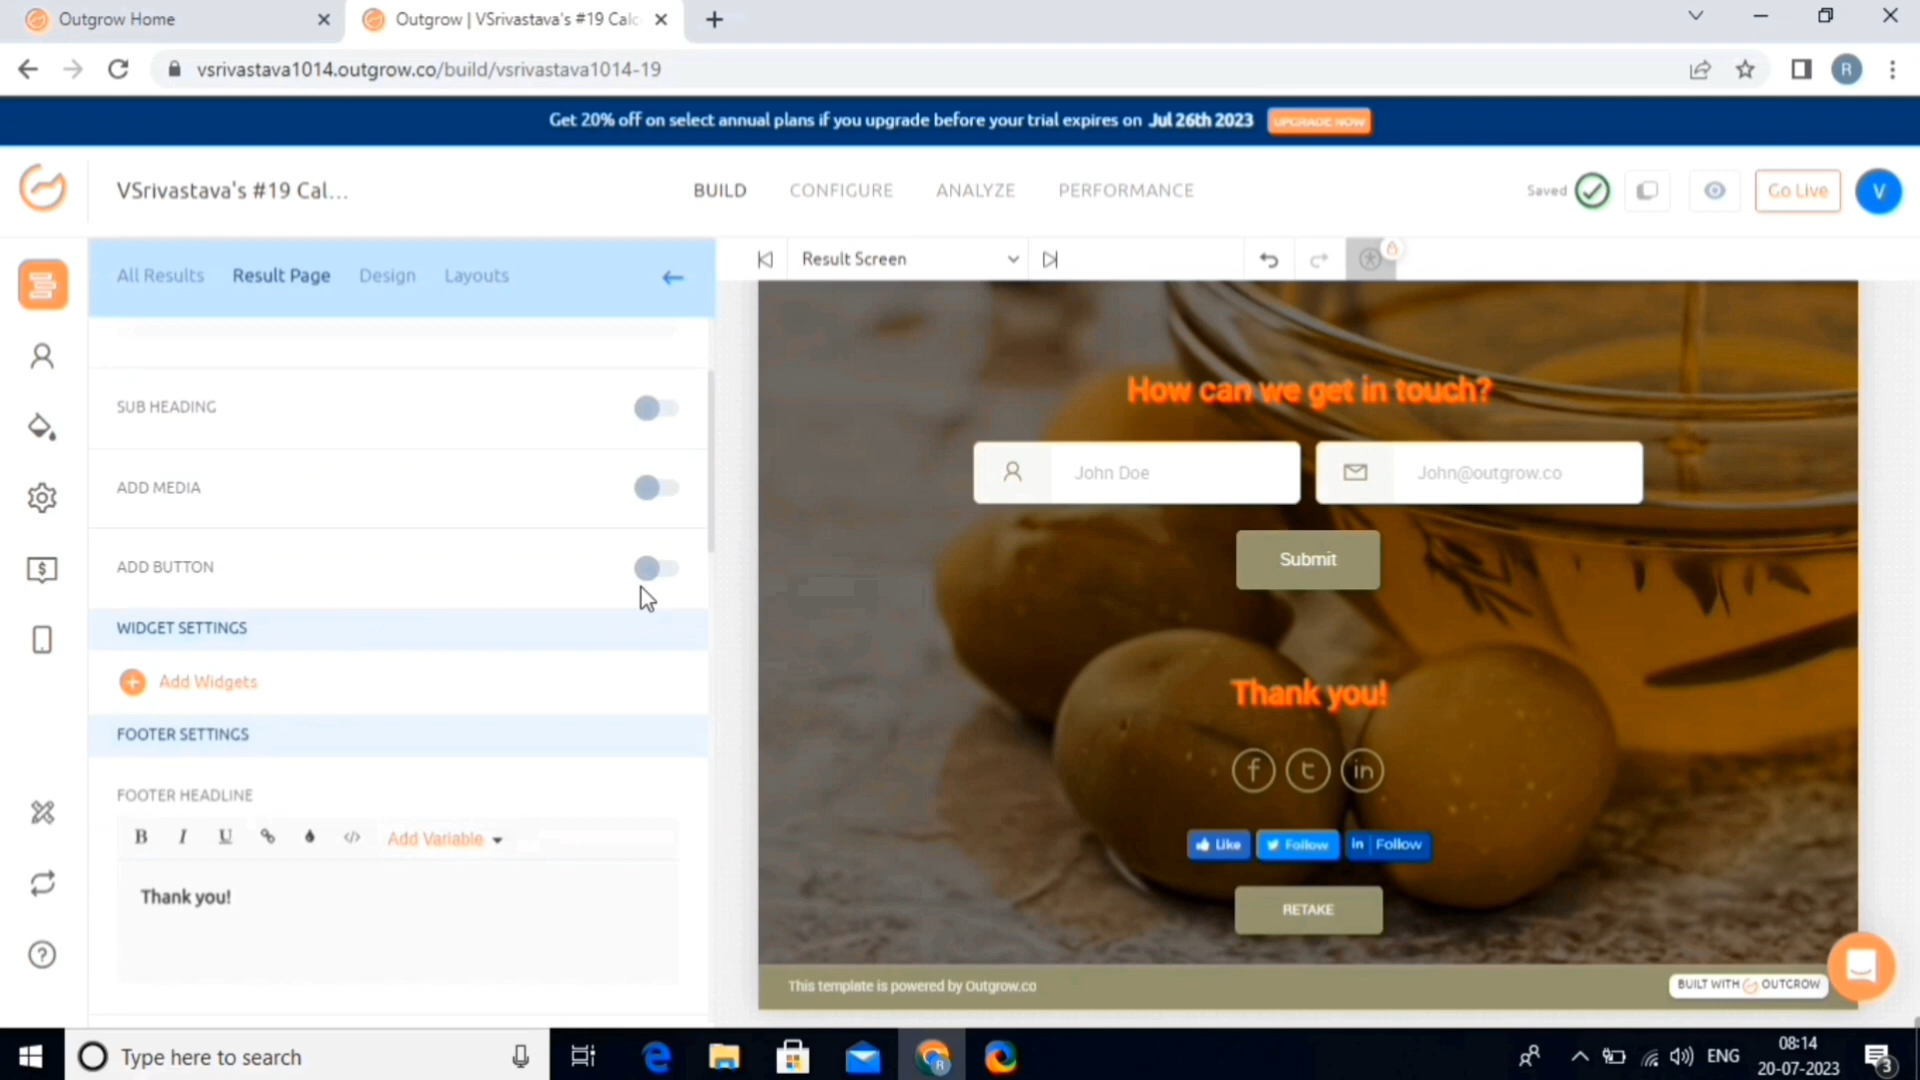 Outgrow Home
Outgrow | VSrivastava's #19 Calc
vsrivastava1014.outgrow.co/build/vsrivastava1014-19
R
Get 20% off on select annual plans if you upgrade before your trial expires on Jul 26th 2023 UPGRADE NOW
VSrivastava's #19 Cal...
BUILD CONFIGURE ANALYZE PERFORMANCE
Saved
Go Live
V
All Results Result Page Design Layouts
Result Screen
SUB HEADING
ADD MEDIA
ADD BUTTON
WIDGET SETTINGS
Add Widgets
FOOTER SETTINGS
FOOTER HEADLINE
B I U </> Add Variable
Thank you!
How can we get in touch?
John Doe
John@outgrow.co
Submit
Thank you!
f t in
Like Follow in Follow
RETAKE
This template is powered by Outgrow.co
BUILT WITH OUTGROW
Type here to search
R
ENG
08:14
20-07-2023
3